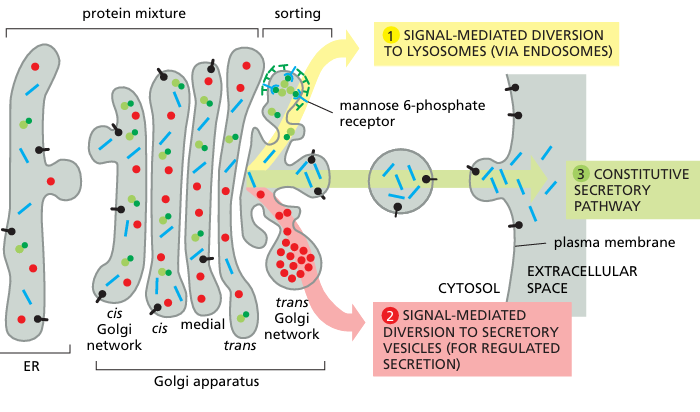 protein mixture
sorting
1 SIGNAL-MEDIATED DIVERSION
TO LYSOSOMES (VIA ENDOSOMES)
mannose 6-phosphate
receptor
3 CONSTITUTIVE
SECRETORY
PATHWAY
plasma membrane
EXTRACELLULAR
SPACE
CYTOSOL
2 SIGNAL-MEDIATED
DIVERSION TO SECRETORY
VESICLES (FOR REGULATED
SECRETION)
cis
Golgi
network
cis
medial
trans
trans
Golgi
network
ER
Golgi apparatus